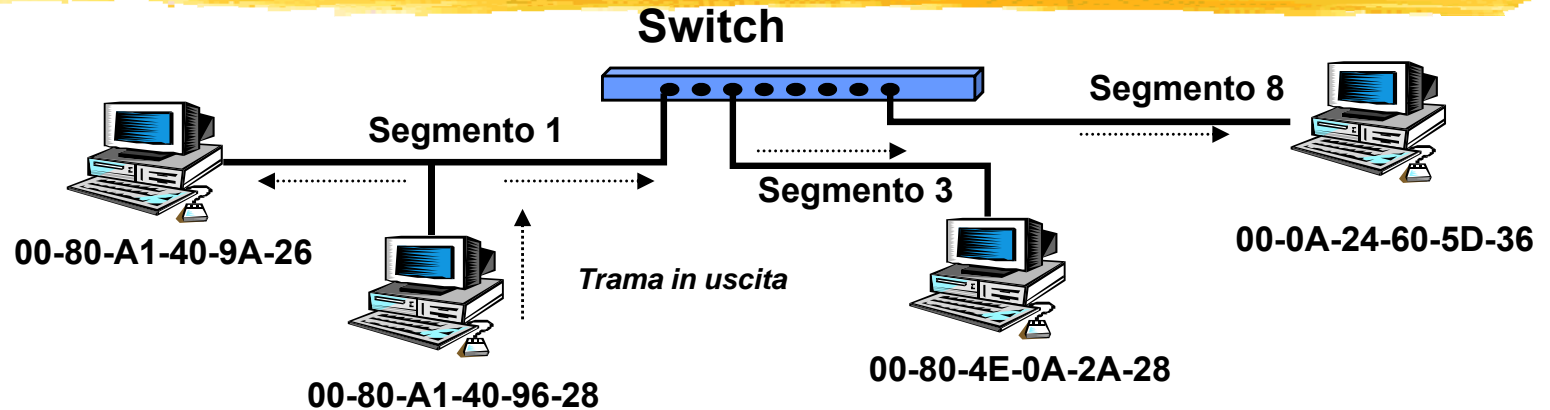 Switch
Segmento 8
Segmento 1
Segmento 3
00-80-A1-40-9A-26
00-0A-24-60-5D-36
Trama in uscita
00-80-4E-0A-2A-28
00-80-A1-40-96-28